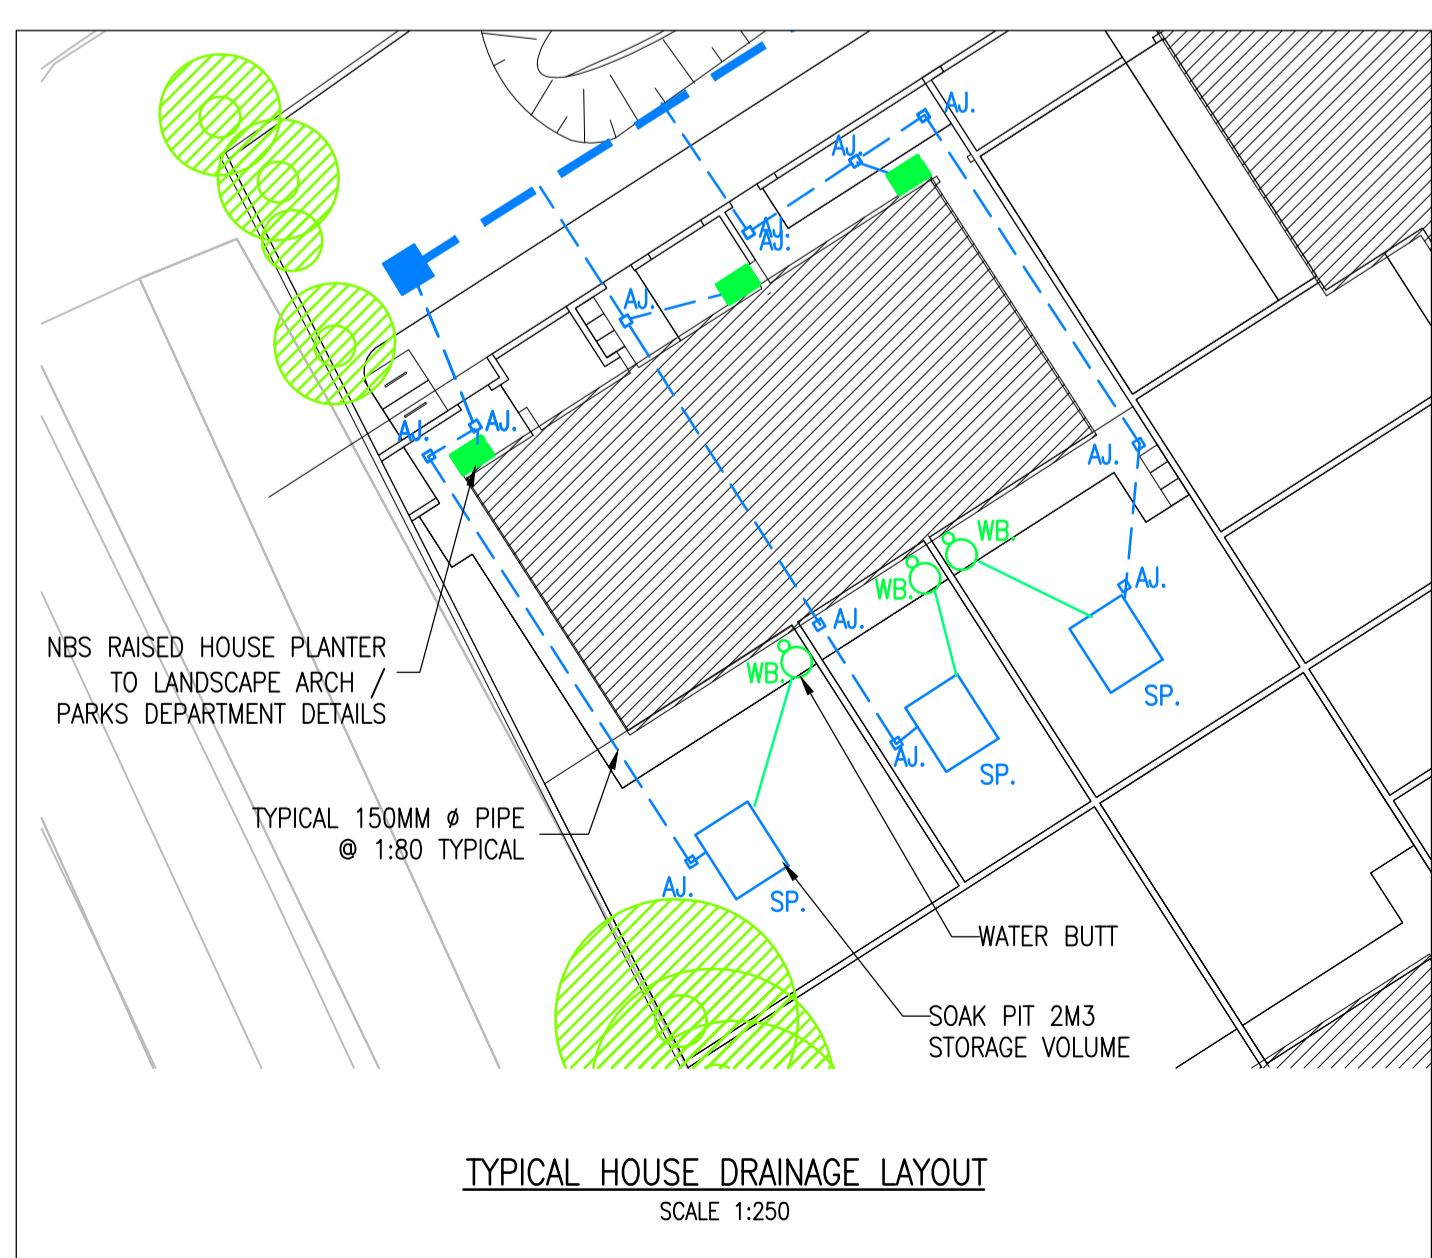 AJ.
AJ.
AJ.
AJ.
AJ.
AJ.
AJ.
AJ.
WB.
WB.
AJ.
NBS RAISED HOUSE PLANTER
TO LANDSCAPE ARCH /
PARKS DEPARTMENT DETAILS
AJ.
WB.
SP.
AJ.
SP.
TYPICAL 150MM Ø PIPE
@ 1:80 TYPICAL
AJ.
SP.
WATER BUTT
SOAK PIT 2M3
STORAGE VOLUME
TYPICAL HOUSE DRAINAGE LAYOUT
SCALE 1:250